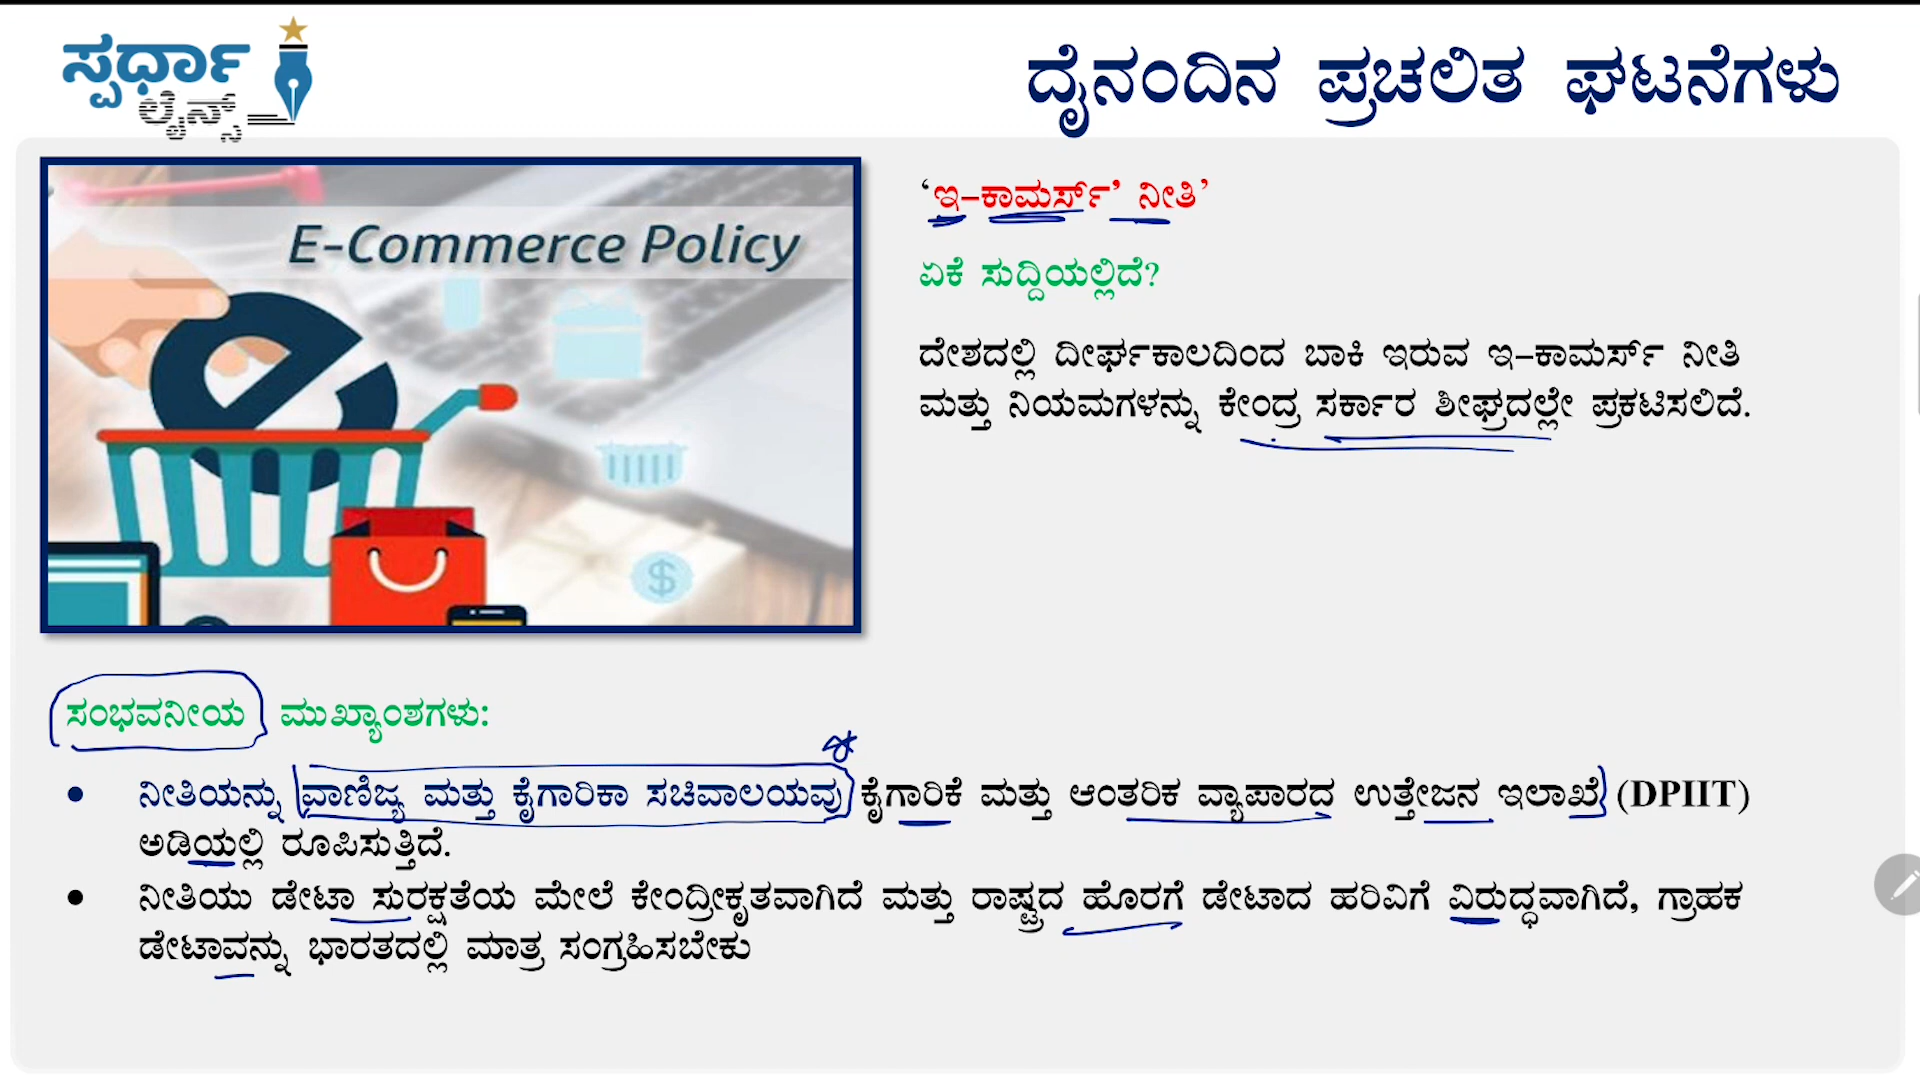 ಸ್ಪರ್ಧಾ
ಲೈನ್ಸ್
ದೈನಂದಿನ ಪ್ರಚಲಿತ ಘಟನೆಗಳು
E-Commerce Policy
$
‘ಇ–ಕಾಮರ್ಸ್’ ನೀತಿ’
ಏಕೆ ಸುದ್ದಿಯಲ್ಲಿದೆ?
ದೇಶದಲ್ಲಿ ದೀರ್ಘಕಾಲದಿಂದ ಬಾಕಿ ಇರುವ ಇ–ಕಾಮರ್ಸ್ ನೀತಿ
ಮತ್ತು ನಿಯಮಗಳನ್ನು ಕೇಂದ್ರ ಸರ್ಕಾರ ಶೀಘ್ರದಲ್ಲೇ ಪ್ರಕಟಿಸಲಿದೆ.
ಸಂಭವನೀಯ ಮುಖ್ಯಾಂಶಗಳು:
• ನೀತಿಯನ್ನು ವಾಣಿಜ್ಯ ಮತ್ತು ಕೈಗಾರಿಕಾ ಸಚಿವಾಲಯವು ಕೈಗಾರಿಕೆ ಮತ್ತು ಆಂತರಿಕ ವ್ಯಾಪಾರದ ಉತ್ತೇಜನ ಇಲಾಖೆ (DPIIT)
ಅಡಿಯಲ್ಲಿ ರೂಪಿಸುತ್ತಿದೆ.
• ನೀತಿಯು ಡೇಟಾ ಸುರಕ್ಷತೆಯ ಮೇಲೆ ಕೇಂದ್ರೀಕೃತವಾಗಿದೆ ಮತ್ತು ರಾಷ್ಟ್ರದ ಹೊರಗೆ ಡೇಟಾದ ಹರಿವಿಗೆ ವಿರುದ್ಧವಾಗಿದೆ, ಗ್ರಾಹಕ
ಡೇಟಾವನ್ನು ಭಾರತದಲ್ಲಿ ಮಾತ್ರ ಸಂಗ್ರಹಿಸಬೇಕು